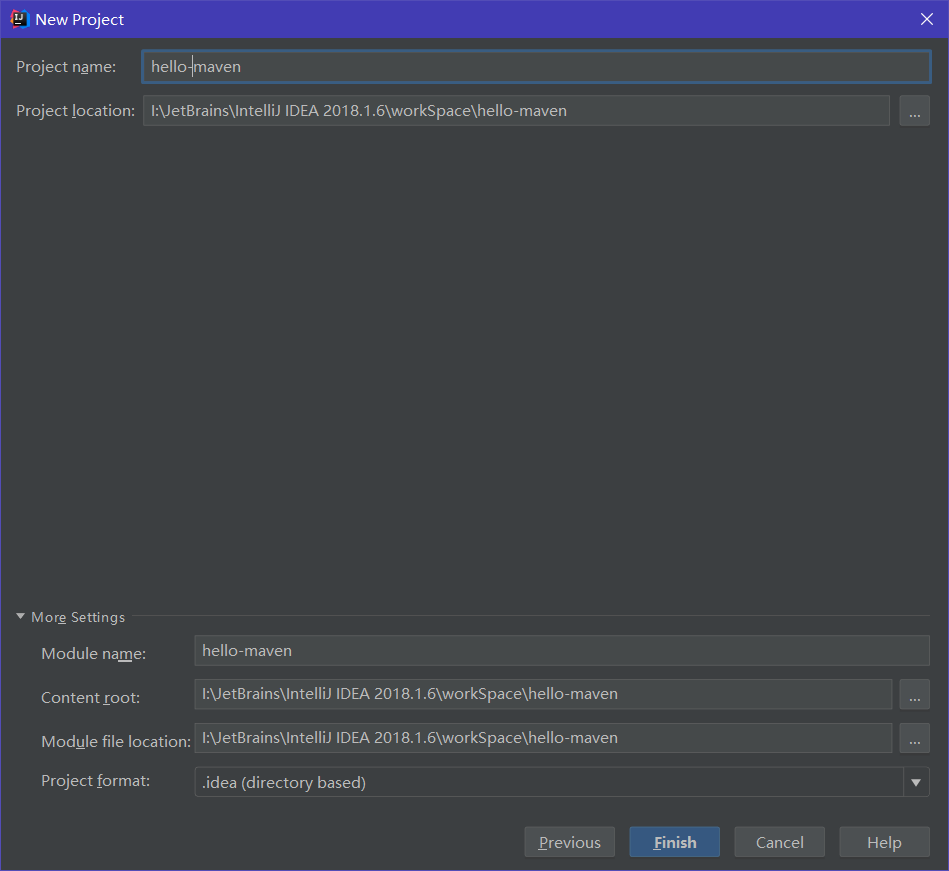 New Project
Project name: hello-maven
Project location: I:\JetBrains\IntelliJ IDEA 2018.1.6\workSpace\hello-maven ...
More Settings
Module name: hello-maven
Content root: I:\JetBrains\IntelliJ IDEA 2018.1.6\workSpace\hello-maven ...
Module file location: I:\JetBrains\IntelliJ IDEA 2018.1.6\workSpace\hello-maven ...
Project format: .idea (directory based)
Previous Finish Cancel Help